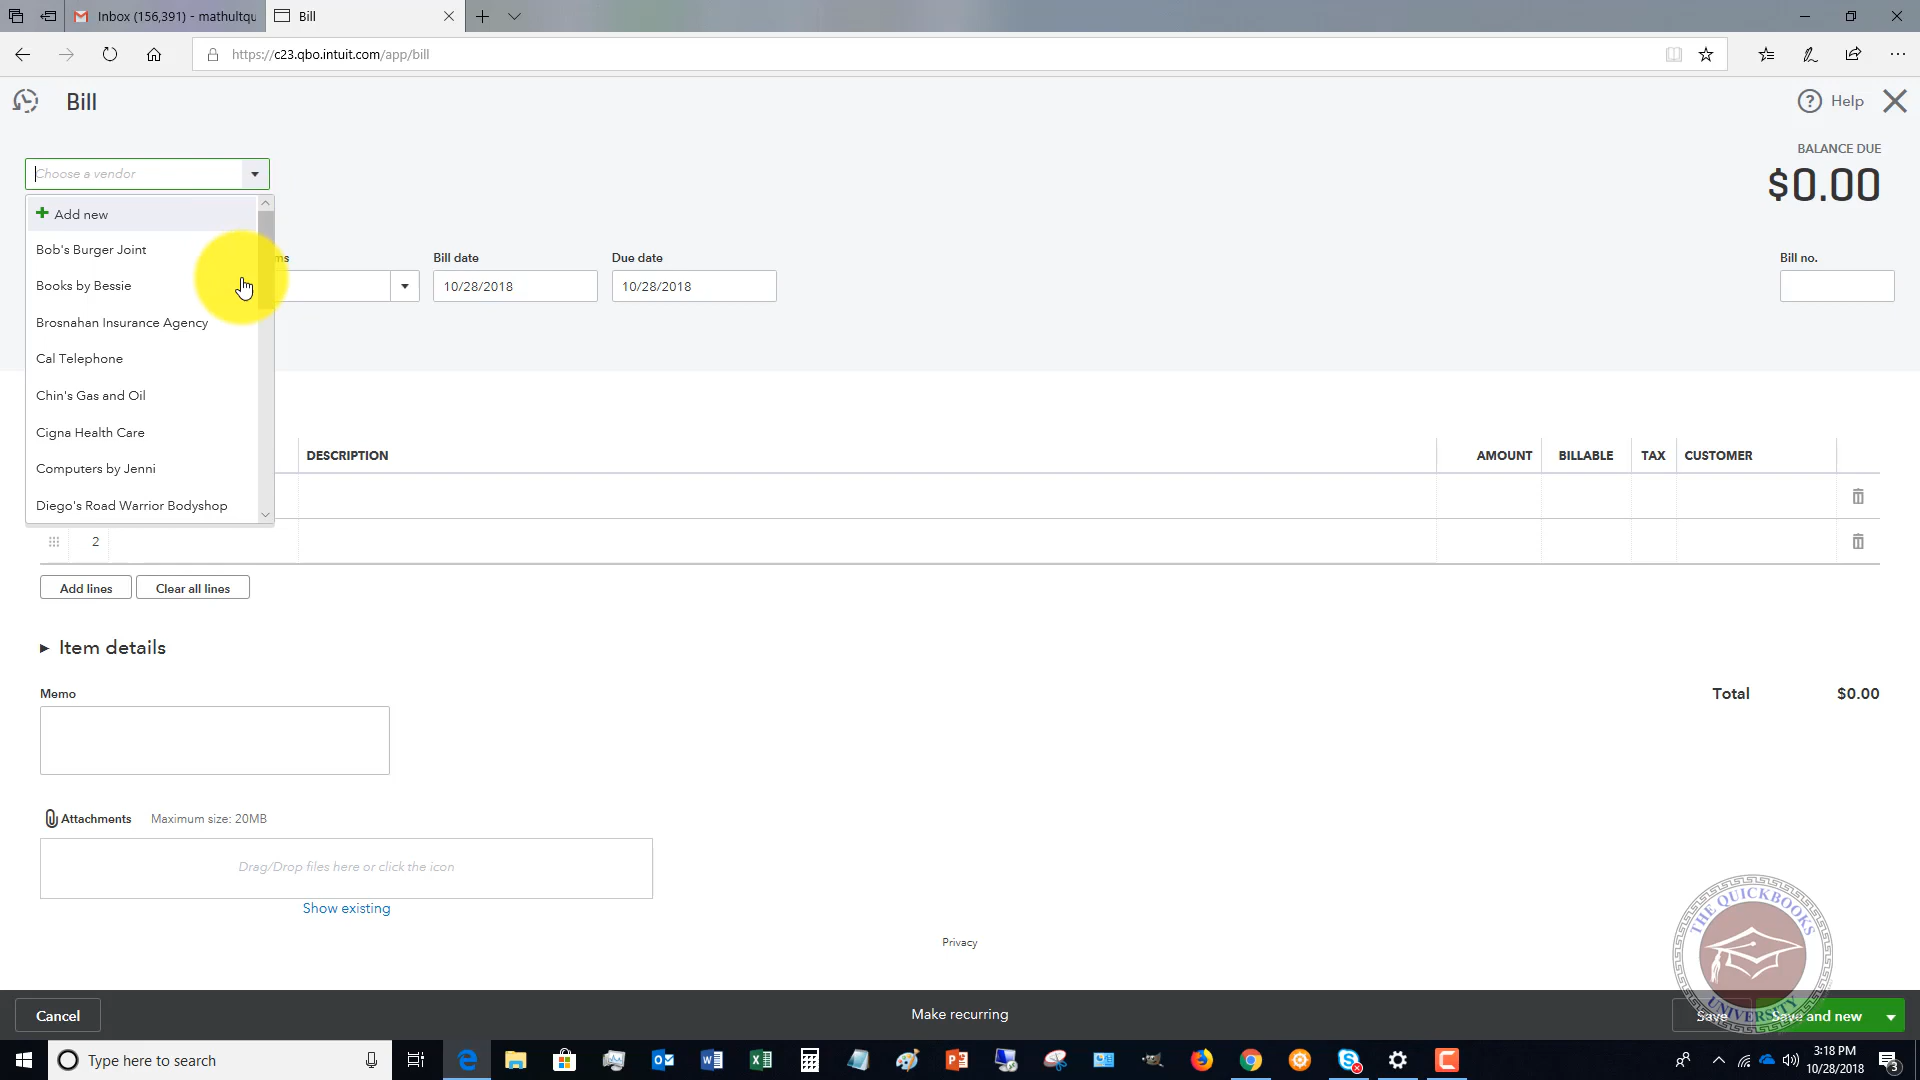 Inbox (156,391) - mathultqu
Bill
https://c23.qbo.intuit.com/app/bill
Bill
Help
BALANCE DUE
$0.00
Choose a vendor
Add new
Bob's Burger Joint
Books by Bessie
Brosnahan Insurance Agency
Cal Telephone
Chin's Gas and Oil
Cigna Health Care
Computers by Jenni
Diego's Road Warrior Bodyshop
ms
Bill date
Due date
Bill no.
10/28/2018
10/28/2018
DESCRIPTION
AMOUNT
BILLABLE
TAX
CUSTOMER
2
Add lines
Clear all lines
Item details
Memo
Total
$0.00
Attachments
Maximum size: 20MB
Drag/Drop files here or click the icon
Show existing
Privacy
THE QUICKBOOKS
UNIVERSITY
Cancel
Make recurring
Save
Save and new
Type here to search
3:18 PM
10/28/2018
3